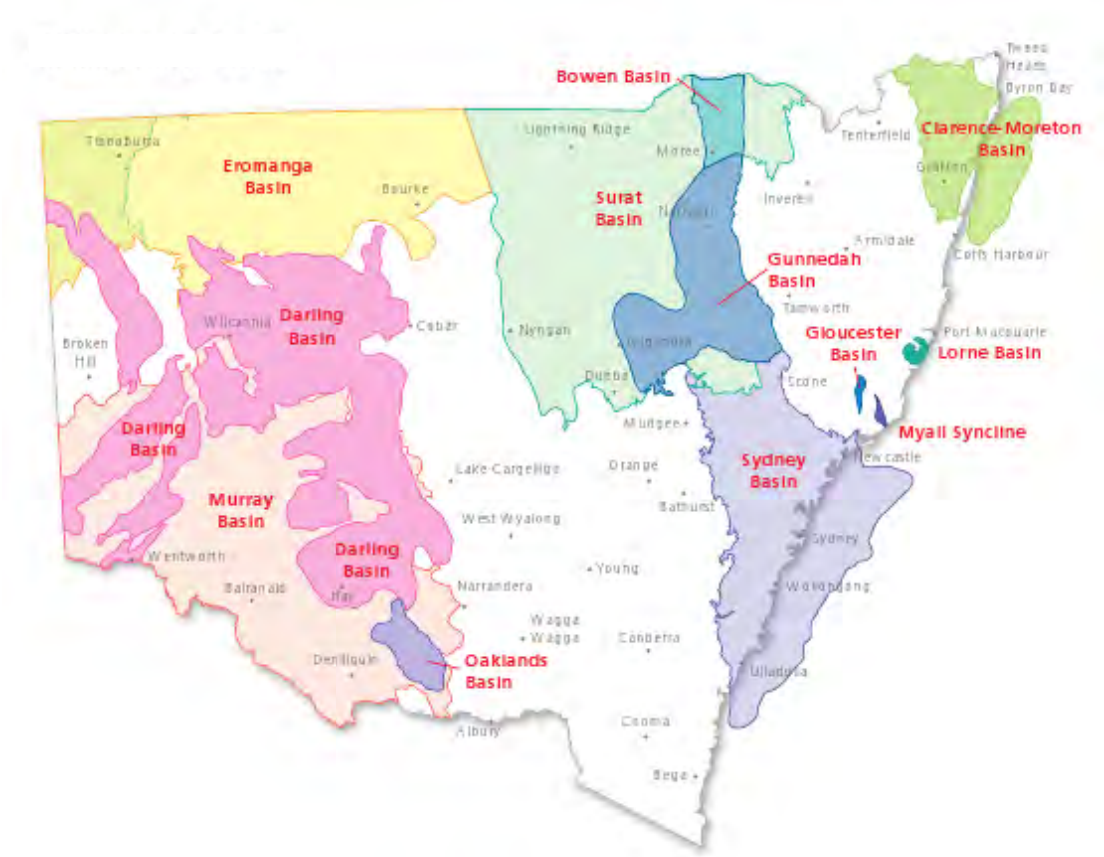 Tweed
Heads
Byron Bay
Bowen Basin
Lightning Ridge
Tenterfield
Clarence-Moreton
Basin
Tibooburra
Moree
Eromanga
Basin
Grafton
Bourke
Surat
Basin
Inverell
Narrabri
Armidale
Coffs Harbour
Gunnedah
Basin
Tamworth
Darling
Basin
Wilcannia
Cobar
Nyngan
Gloucester
Basin
Port Macquarie
Lorne Basin
Broken
Hill
Dubbo
Scone
Darling
Basin
Mudgee
Myall Syncline
Newcastle
Sydney
Basin
Lake Cargelligo
Orange
Murray
Basin
Bathurst
West Wyalong
Sydney
Darling
Basin
Wentworth
Young
Balranald
Hay
Narrandera
Wollongong
Wagga
Wagga
Canberra
Deniliquin
Oaklands
Basin
Ulladulla
Albury
Cooma
Bega